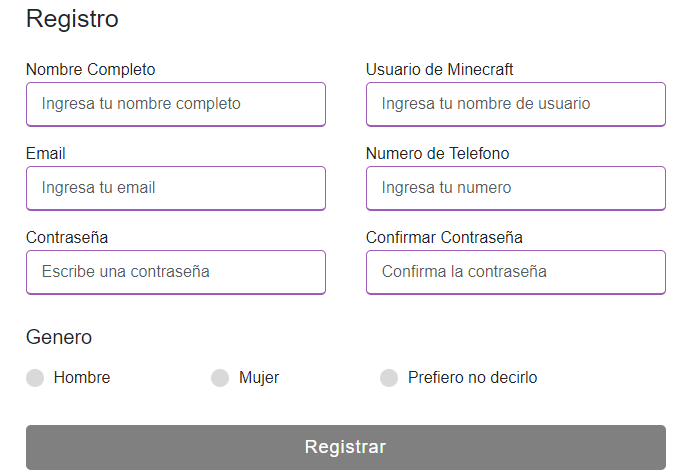 Registro
Nombre Completo
Usuario de Minecraft
Ingresa tu nombre completo
Ingresa tu nombre de usuario
Email
Numero de Telefono
Ingresa tu email
Ingresa tu numero
Contraseña
Confirmar Contraseña
Escribe una contraseña
Confirma la contraseña
Genero
Hombre
Mujer
Prefiero no decirlo
Registrar